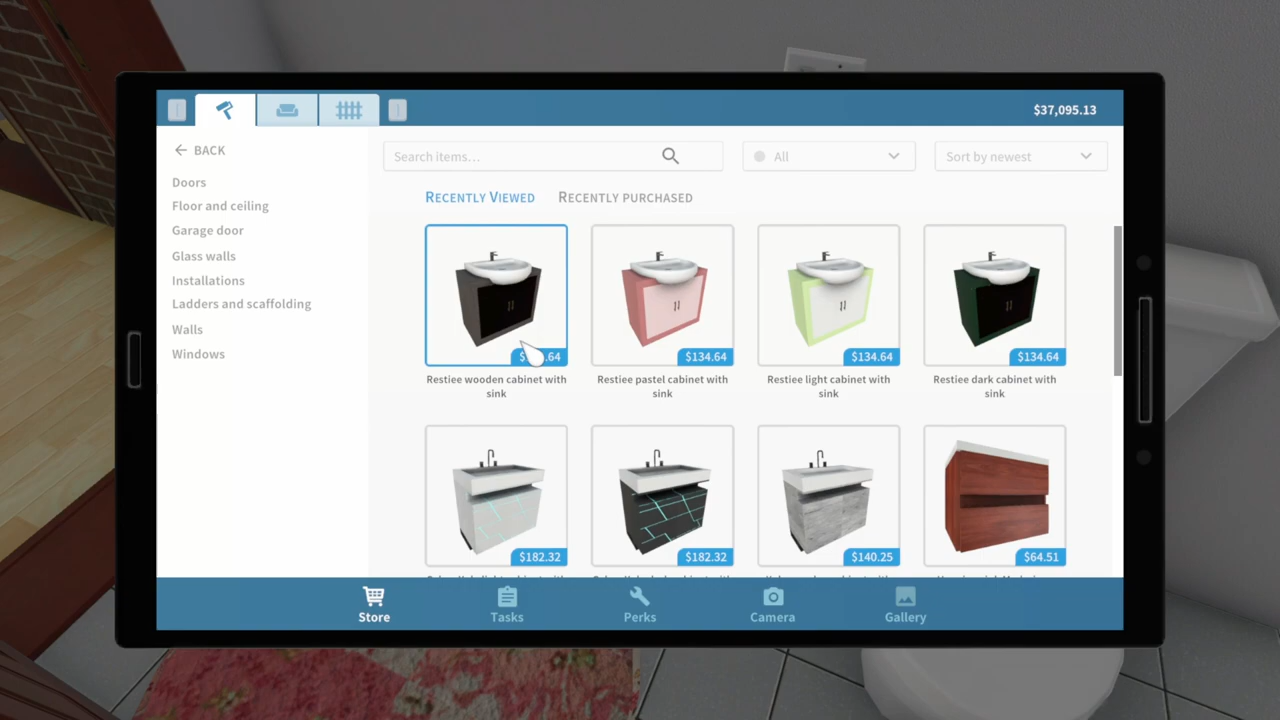 $37,095.13
BACK
Doors
Floor and ceiling
Garage door
Glass walls
Installations
Ladders and scaffolding
Walls
Windows
Search items...
All
Sort by newest
RECENTLY VIEWED
RECENTLY PURCHASED
$134.64
$134.64
$134.64
Restiee wooden cabinet with
sink
Restiee pastel cabinet with
sink
Restiee light cabinet with
sink
Restiee dark cabinet with
sink
$182.32
$182.32
$140.25
$64.51
Store
Tasks
Perks
Camera
Gallery